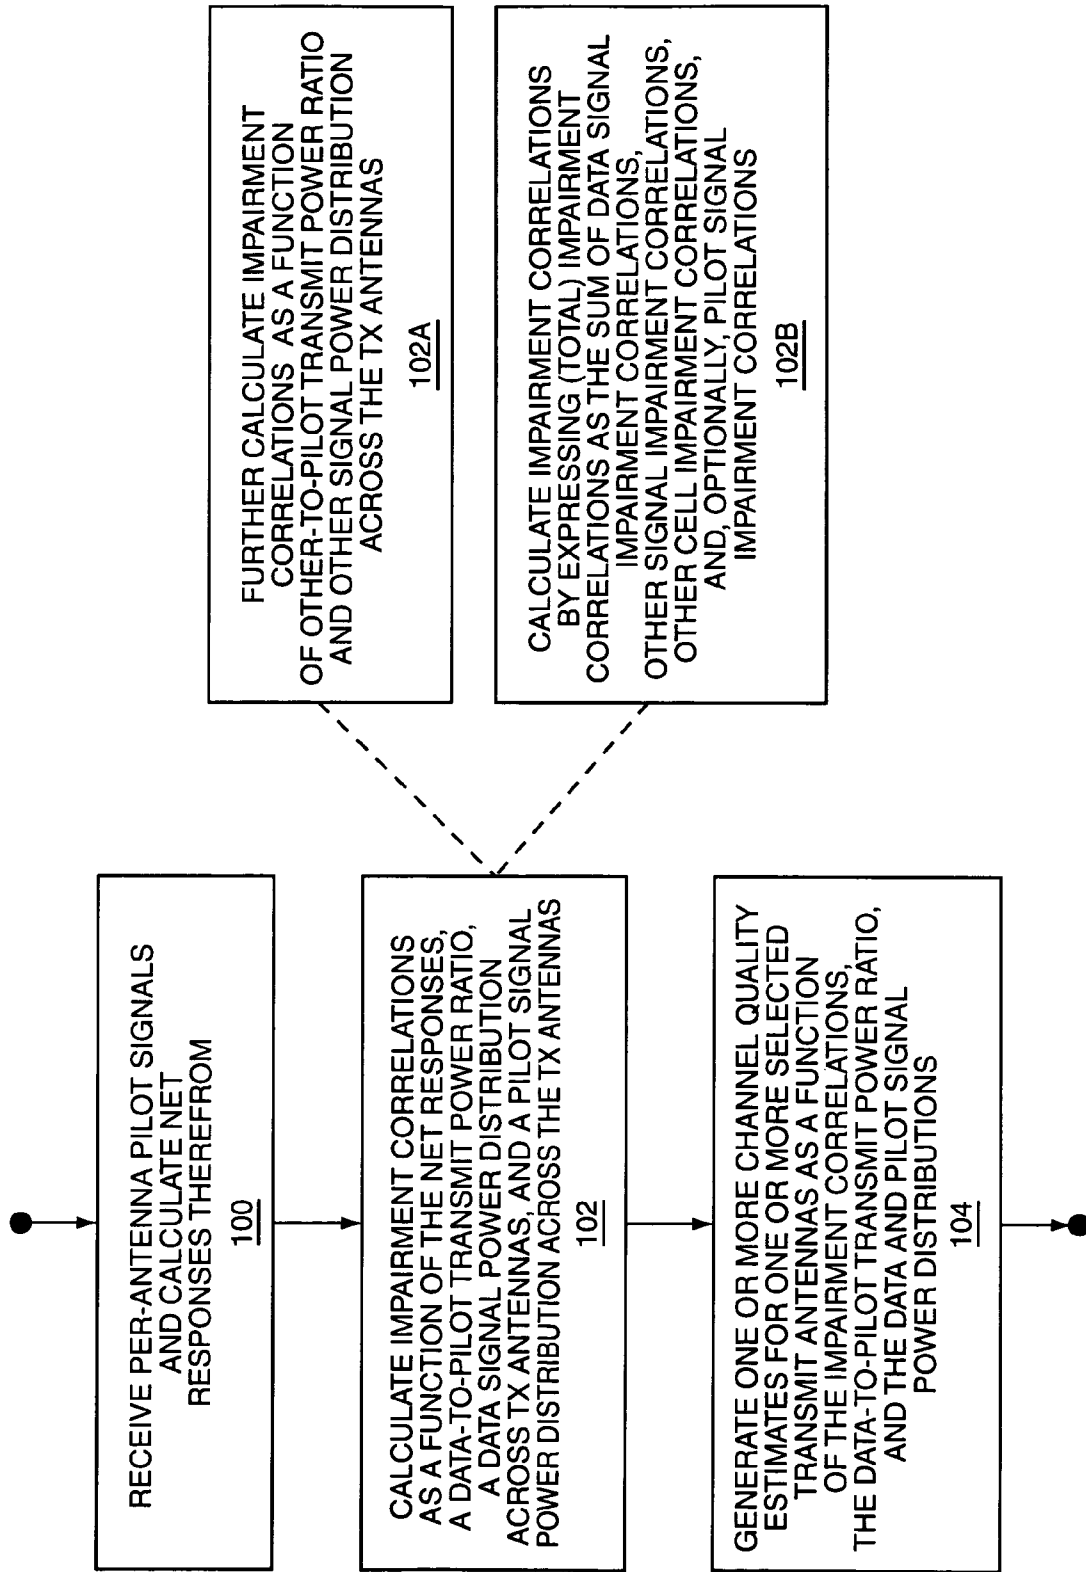 RECEIVE PER-ANTENNA PILOT SIGNALS
AND CALCULATE NET
RESPONSES THEREFROM
100
CALCULATE IMPAIRMENT CORRELATIONS
AS A FUNCTION OF THE NET RESPONSES,
A DATA-TO-PILOT TRANSMIT POWER RATIO,
A DATA SIGNAL POWER DISTRIBUTION
ACROSS TX ANTENNAS, AND A PILOT SIGNAL
POWER DISTRIBUTION ACROSS THE TX ANTENNAS
102
GENERATE ONE OR MORE CHANNEL QUALITY
ESTIMATES FOR ONE OR MORE SELECTED
TRANSMIT ANTENNAS AS A FUNCTION
OF THE IMPAIRMENT CORRELATIONS,
THE DATA-TO-PILOT TRANSMIT POWER RATIO,
AND THE DATA AND PILOT SIGNAL
POWER DISTRIBUTIONS
104
FURTHER CALCULATE IMPAIRMENT
CORRELATIONS AS A FUNCTION
OF OTHER-TO-PILOT TRANSMIT POWER RATIO
AND OTHER SIGNAL POWER DISTRIBUTION
ACROSS THE TX ANTENNAS
102A
CALCULATE IMPAIRMENT CORRELATIONS
BY EXPRESSING (TOTAL) IMPAIRMENT
CORRELATIONS AS THE SUM OF DATA SIGNAL
IMPAIRMENT CORRELATIONS,
OTHER SIGNAL IMPAIRMENT CORRELATIONS,
OTHER CELL IMPAIRMENT CORRELATIONS,
AND, OPTIONALLY, PILOT SIGNAL
IMPAIRMENT CORRELATIONS
102B